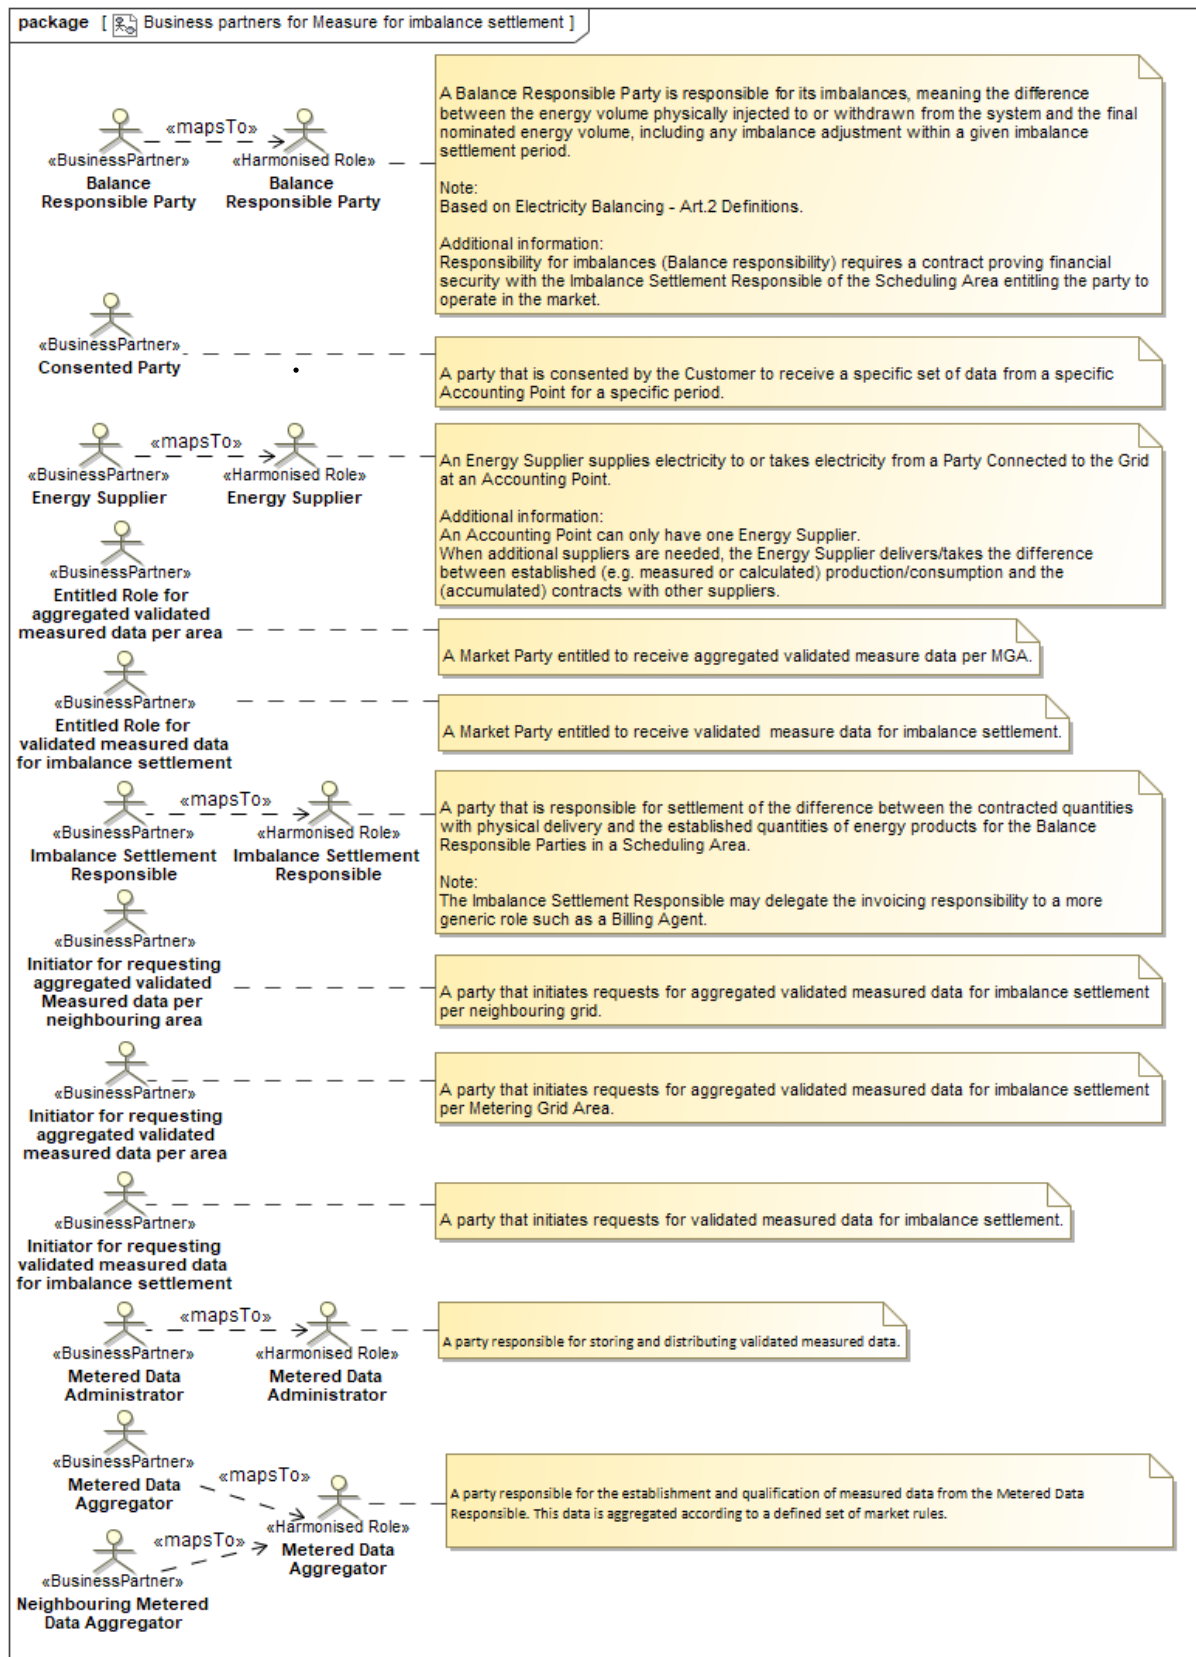 package [ Business partners for Measure for imbalance settlement ]
«mapsTo»
«BusinessPartner»
Balance
Responsible Party
«Harmonised Role»
Balance
Responsible Party
A Balance Responsible Party is responsible for its imbalances, meaning the difference
between the energy volume physically injected to or withdrawn from the system and the final
nominated energy volume, including any imbalance adjustment within a given imbalance
settlement period.
Note:
Based on Electricity Balancing - Art.2 Definitions.
Additional information:
Responsibility for imbalances (Balance responsibility) requires a contract proving financial
security with the Imbalance Settlement Responsible of the Scheduling Area entitling the party to
operate in the market.
«BusinessPartner»
Consented Party
A party that is consented by the Customer to receive a specific set of data from a specific
Accounting Point for a specific period.
«mapsTo»
«BusinessPartner»
Energy Supplier
«Harmonised Role»
Energy Supplier
An Energy Supplier supplies electricity to or takes electricity from a Party Connected to the Grid
at an Accounting Point.
Additional information:
An Accounting Point can only have one Energy Supplier.
When additional suppliers are needed, the Energy Supplier delivers/takes the difference
between established (e.g. measured or calculated) production/consumption and the
(accumulated) contracts with other suppliers.
«BusinessPartner»
Entitled Role for
aggregated validated
measured data per area
A Market Party entitled to receive aggregated validated measure data per MGA.
«BusinessPartner»
Entitled Role for
validated measured data
for imbalance settlement
A Market Party entitled to receive validated  measure data for imbalance settlement.
«mapsTo»
«BusinessPartner»
Imbalance Settlement
Responsible
«Harmonised Role»
Imbalance Settlement
Responsible
A party that is responsible for settlement of the difference between the contracted quantities
with physical delivery and the established quantities of energy products for the Balance
Responsible Parties in a Scheduling Area.
Note:
The Imbalance Settlement Responsible may delegate the invoicing responsibility to a more
generic role such as a Billing Agent.
«BusinessPartner»
Initiator for requesting
aggregated validated
Measured data per
neighbouring area
A party that initiates requests for aggregated validated measured data for imbalance settlement
per neighbouring grid.
«BusinessPartner»
Initiator for requesting
aggregated validated
measured data per area
A party that initiates requests for aggregated validated measured data for imbalance settlement
per Metering Grid Area.
«BusinessPartner»
Initiator for requesting
validated measured data
for imbalance settlement
A party that initiates requests for validated measured data for imbalance settlement.
«mapsTo»
«BusinessPartner»
Metered Data
Administrator
«Harmonised Role»
Metered Data
Administrator
A party responsible for storing and distributing validated measured data.
«BusinessPartner»
Metered Data
Aggregator
«mapsTo»
«mapsTo»
«Harmonised Role»
Metered Data
Aggregator
A party responsible for the establishment and qualification of measured data from the Metered Data
Responsible. This data is aggregated according to a defined set of market rules.
«BusinessPartner»
Neighbouring Metered
Data Aggregator